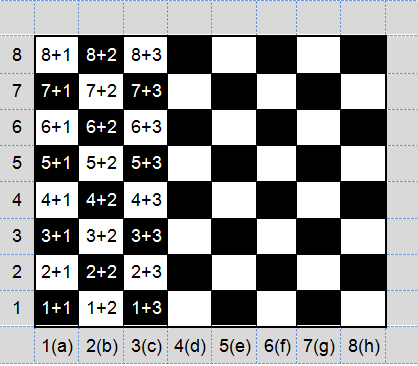 8 8+1 8+2 8+3
7 7+1 7+2 7+3
6 6+1 6+2 6+3
5 5+1 5+2 5+3
4 4+1 4+2 4+3
3 3+1 3+2 3+3
2 2+1 2+2 2+3
1 1+1 1+2 1+3
1(a) 2(b) 3(c) 4(d) 5(e) 6(f) 7(g) 8(h)